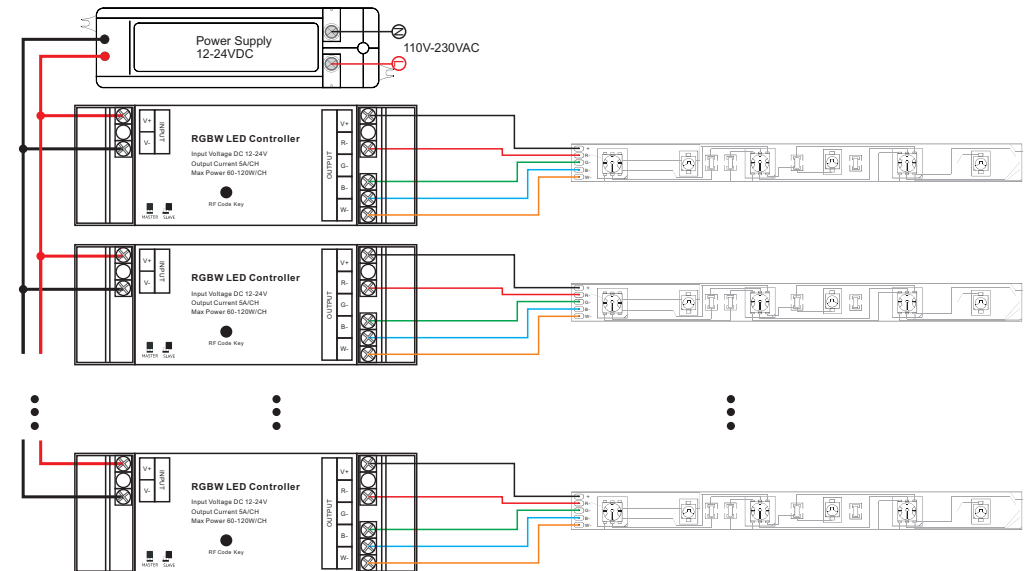 Power Supply
12-24VDC
N
L
110V-230VAC
V+
V-
INPUT
RGBW LED Controller
Input Voltage DC 12-24V
Output Current 5A/CH
Max Power 60-120W/CH
RF Code Key
MASTER SLAVE
OUTPUT
V+
R-
G-
B-
W-
+
R-
G-
B-
W-
V+
V-
INPUT
RGBW LED Controller
Input Voltage DC 12-24V
Output Current 5A/CH
Max Power 60-120W/CH
RF Code Key
MASTER SLAVE
OUTPUT
V+
R-
G-
B-
W-
+
R-
G-
B-
W-
V+
V-
INPUT
RGBW LED Controller
Input Voltage DC 12-24V
Output Current 5A/CH
Max Power 60-120W/CH
RF Code Key
MASTER SLAVE
OUTPUT
V+
R-
G-
B-
W-
+
R-
G-
B-
W-